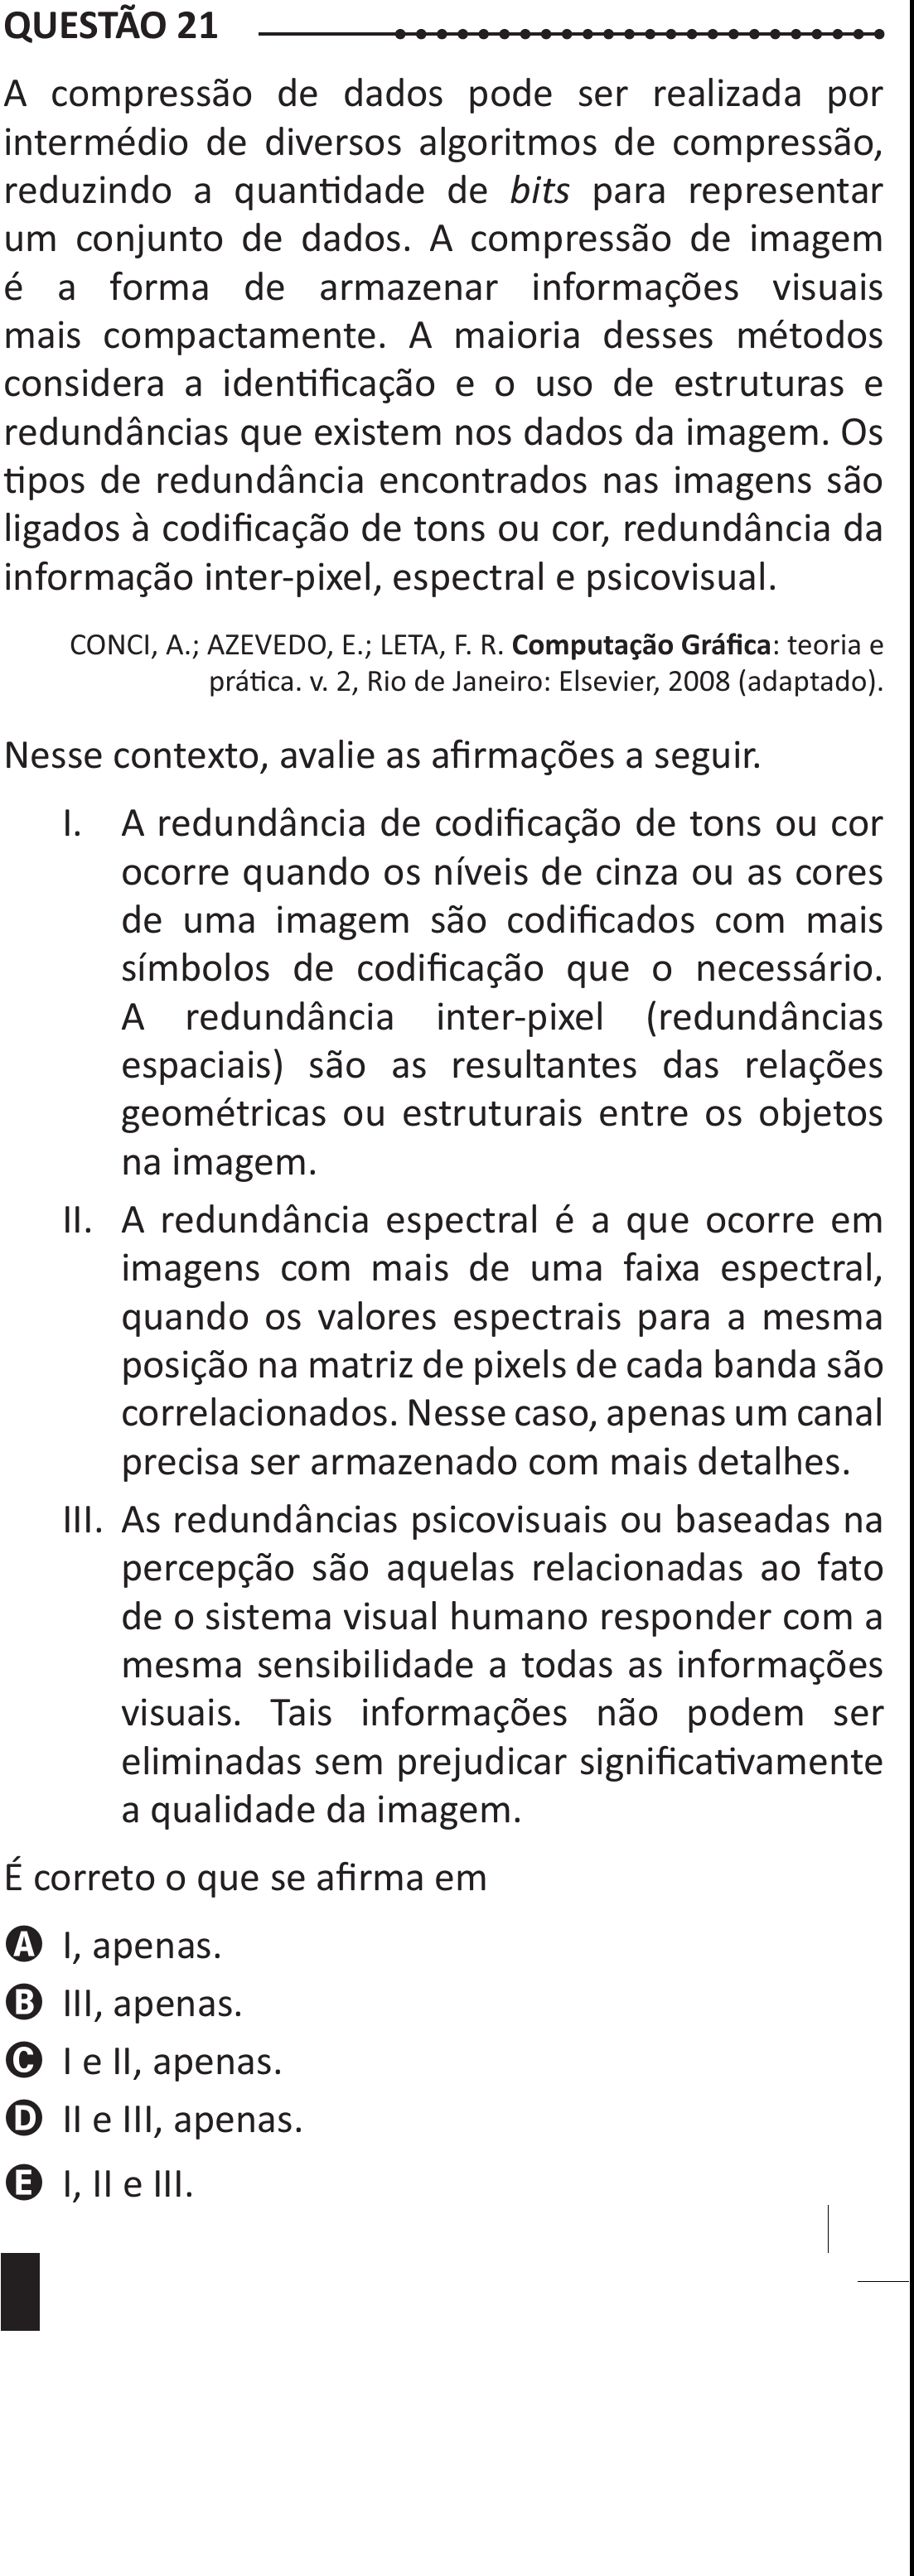 QUESTÃO 21
A compressão de dados pode ser realizada por
intermédio de diversos algoritmos de compressão,
reduzindo a quantidade de bits para representar
um conjunto de dados. A compressão de imagem
é a forma de armazenar informações visuais
mais compactamente. A maioria desses métodos
considera a identificação e o uso de estruturas e
redundâncias que existem nos dados da imagem. Os
tipos de redundância encontrados nas imagens são
ligados à codificação de tons ou cor, redundância da
informação inter-pixel, espectral e psicovisual.
CONCI, A.; AZEVEDO, E.; LETA, F. R. Computação Gráfica: teoria e
prática. v. 2, Rio de Janeiro: Elsevier, 2008 (adaptado).
Nesse contexto, avalie as afirmações a seguir.
I. A redundância de codificação de tons ou cor
ocorre quando os níveis de cinza ou as cores
de uma imagem são codificados com mais
símbolos de codificação que o necessário.
A redundância inter-pixel (redundâncias
espaciais) são as resultantes das relações
geométricas ou estruturais entre os objetos
na imagem.
II. A redundância espectral é a que ocorre em
imagens com mais de uma faixa espectral,
quando os valores espectrais para a mesma
posição na matriz de pixels de cada banda são
correlacionados. Nesse caso, apenas um canal
precisa ser armazenado com mais detalhes.
III. As redundâncias psicovisuais ou baseadas na
percepção são aquelas relacionadas ao fato
de o sistema visual humano responder com a
mesma sensibilidade a todas as informações
visuais. Tais informações não podem ser
eliminadas sem prejudicar significativamente
a qualidade da imagem.
É correto o que se afirma em
A I, apenas.
B III, apenas.
C I e II, apenas.
D II e III, apenas.
E I, II e III.